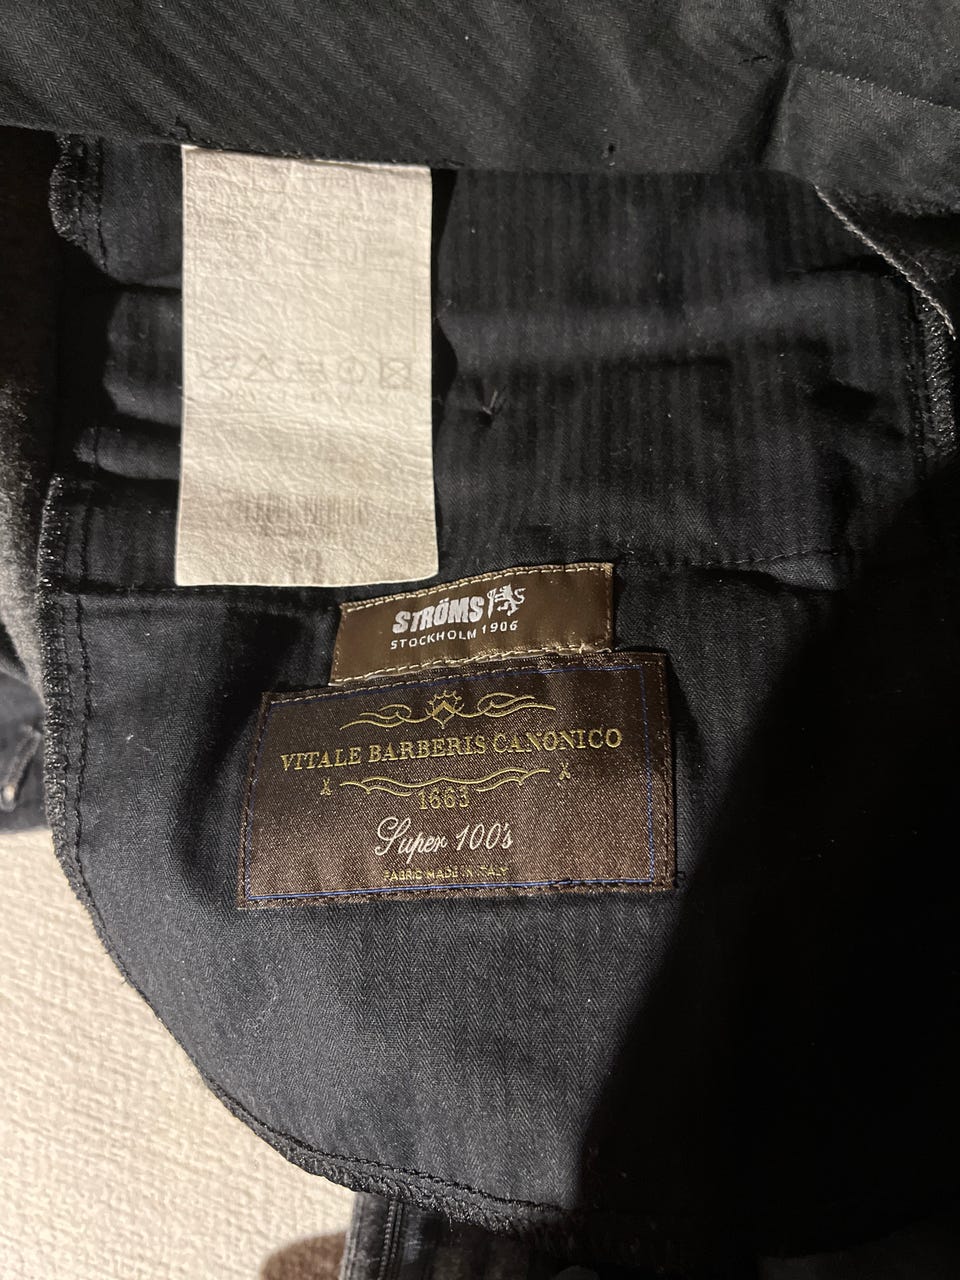 STRÖMS
STOCKHOLM 1906
VITALE BARBERIS CANONICO
1663
Super 100's
FABRIC MADE IN ITALY